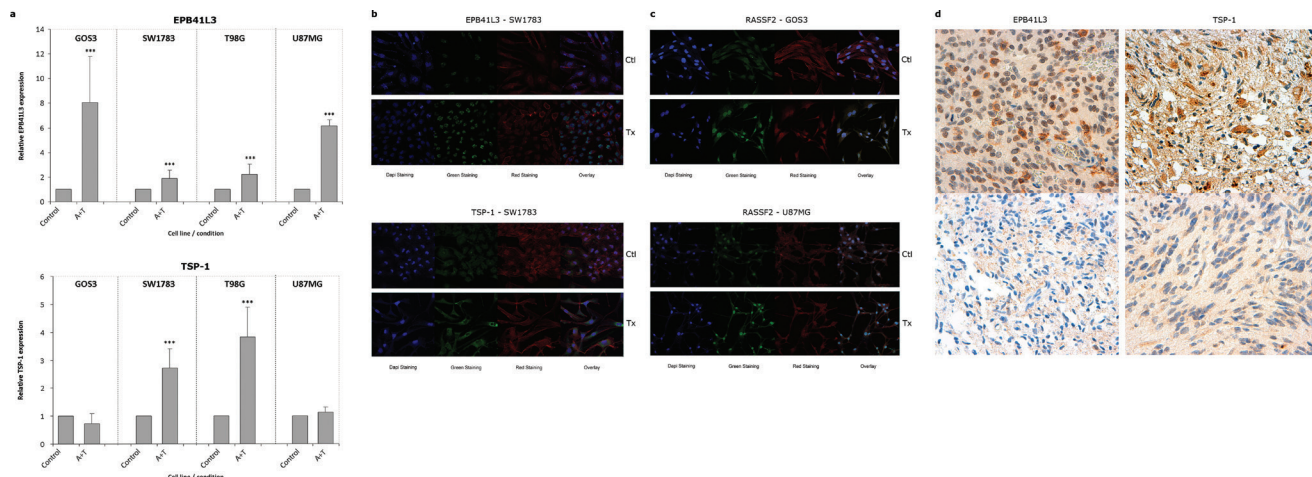 a
EPB41L3
Relative EPB41L3 expression
14
12
10
8
6
4
2
0
GOS3
SW1783
T98G
U87MG
***
***
***
***
Control
A+T
Control
A+T
Control
A+T
Control
A+T
Cell line / condition
TSP-1
Relative TSP-1 expression
6
5
4
3
2
1
0
GOS3
SW1783
T98G
U87MG
***
***
Control
A+T
Control
A+T
Control
A+T
Control
A+T
Cell line / condition
b
EPB41L3 - SW1783
Ctl
Tx
Dapi Staining
Green Staining
Red Staining
Overlay
TSP-1 - SW1783
Ctl
Tx
Dapi Staining
Green Staining
Red Staining
Overlay
c
RASSF2 - GOS3
Ctl
Tx
Dapi Staining
Green Staining
Red Staining
Overlay
RASSF2 - U87MG
Ctl
Tx
Dapi Staining
Green Staining
Red Staining
Overlay
d
EPB41L3
TSP-1